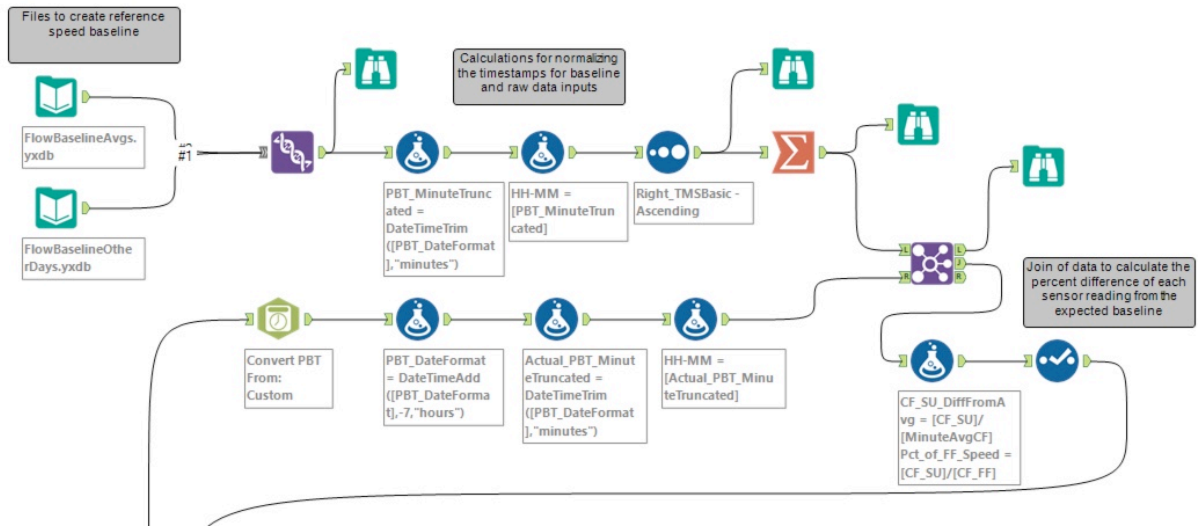 Files to create reference
speed baseline
Calculations for normalizing
the timestamps for baseline
and raw data inputs
FlowBaselineAvgs.
yxdb
#1
FlowBaselineOthe
rDays.yxdb
PBT_MinuteTrunc
ated =
DateTimeTrim
([PBT_DateFormat
],"minutes")
HH-MM =
[PBT_MinuteTrun
cated]
Right_TMSBasic -
Ascending
L
R
L
J
R
Join of data to calculate the
percent difference of each
sensor reading from the
expected baseline
Convert PBT
From:
Custom
PBT_DateFormat
= DateTimeAdd
([PBT_DateForma
t],-7,"hours")
Actual_PBT_Minut
eTruncated =
DateTimeTrim
([PBT_DateFormat
],"minutes")
HH-MM =
[Actual_PBT_Minu
teTruncated]
CF_SU_DiffFromA
vg = [CF_SU]/
[MinuteAvgCF]
Pct_of_FF_Speed =
[CF_SU]/[CF_FF]